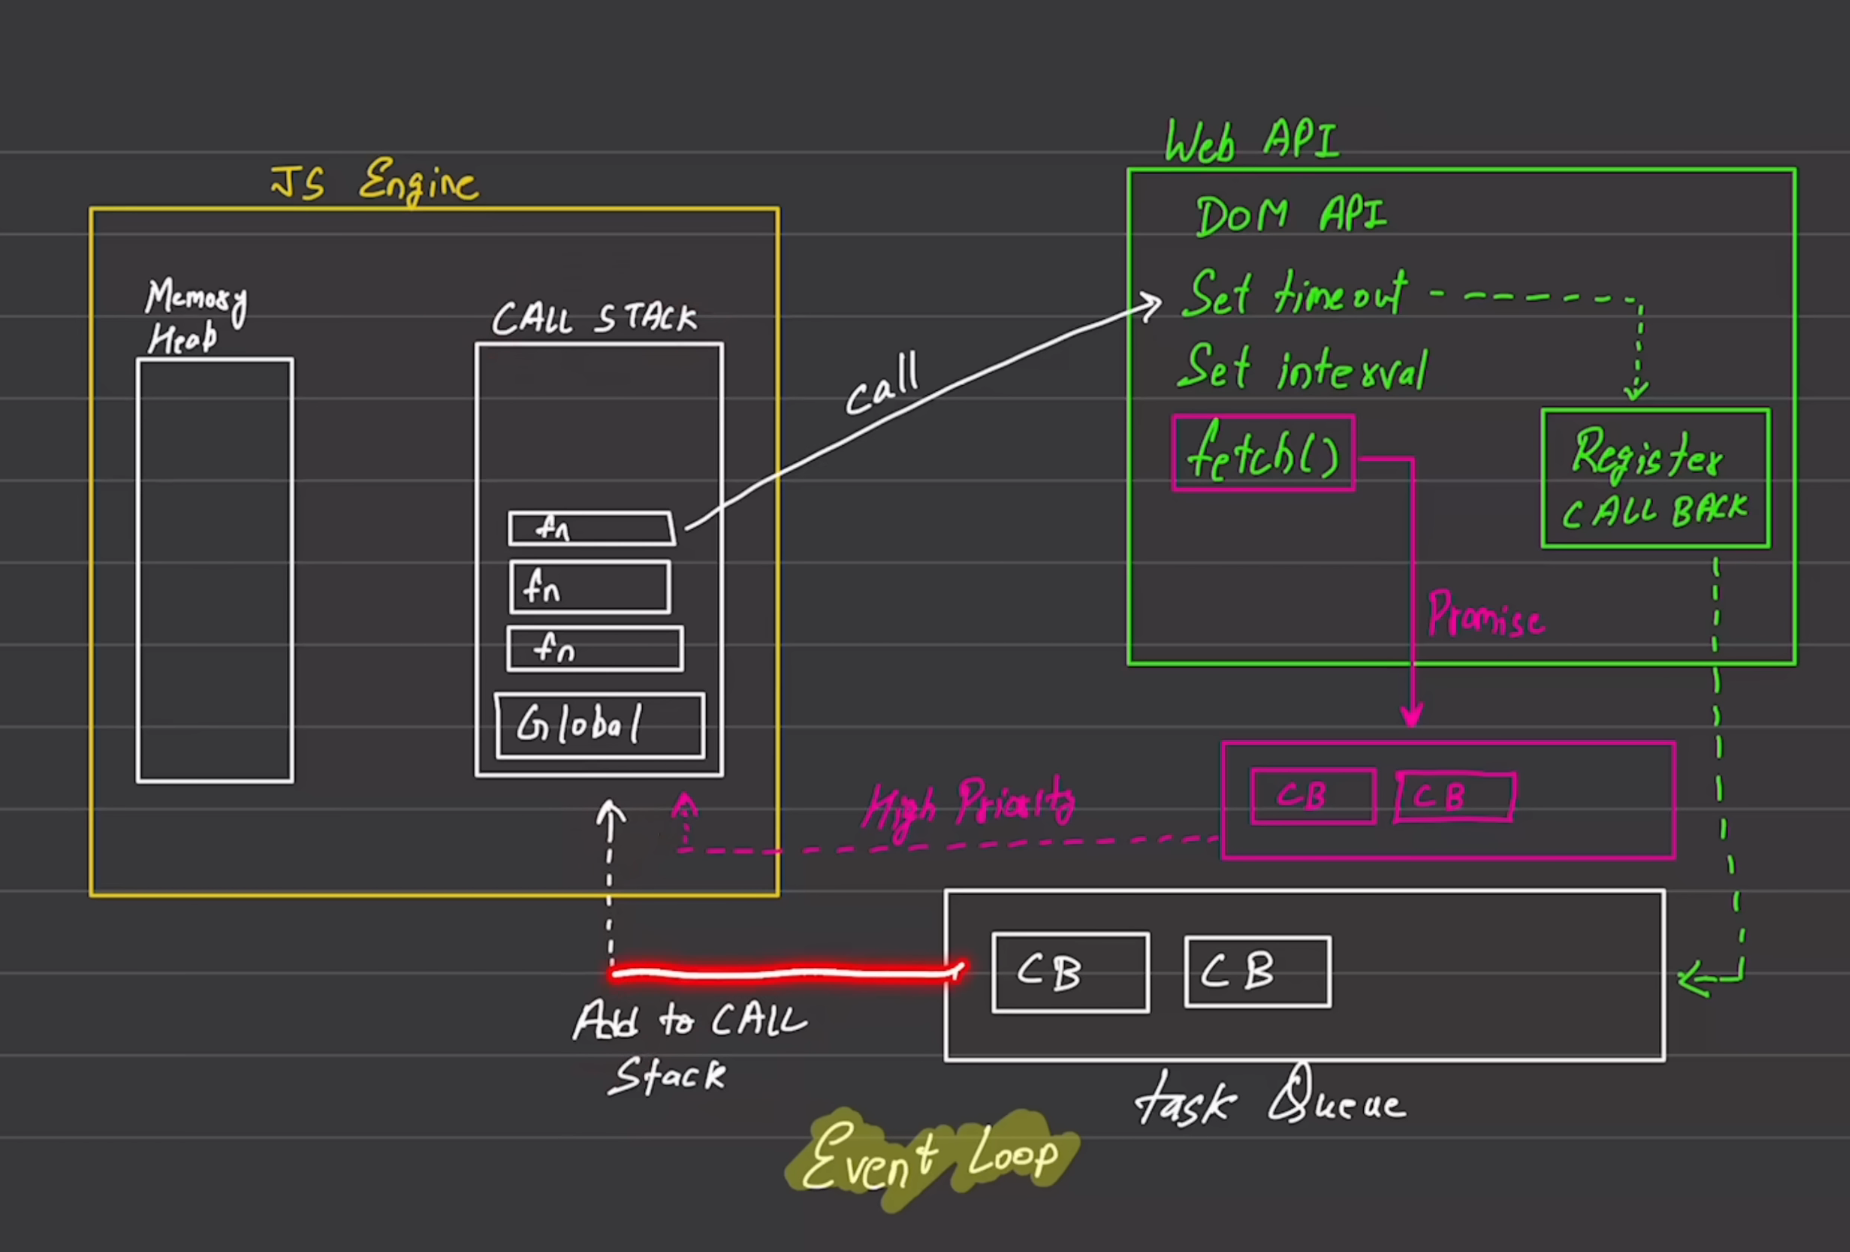 Web API
JS Engine
DOM API
Memory
Heap
CALL STACK
Set timeout
call
Set interval
fetch()
Register
CALL BACK
fn
fn
fn
Global
Promise
High Priority
CB CB
CB CB
Add to CALL
Stack
task Queue
Event Loop